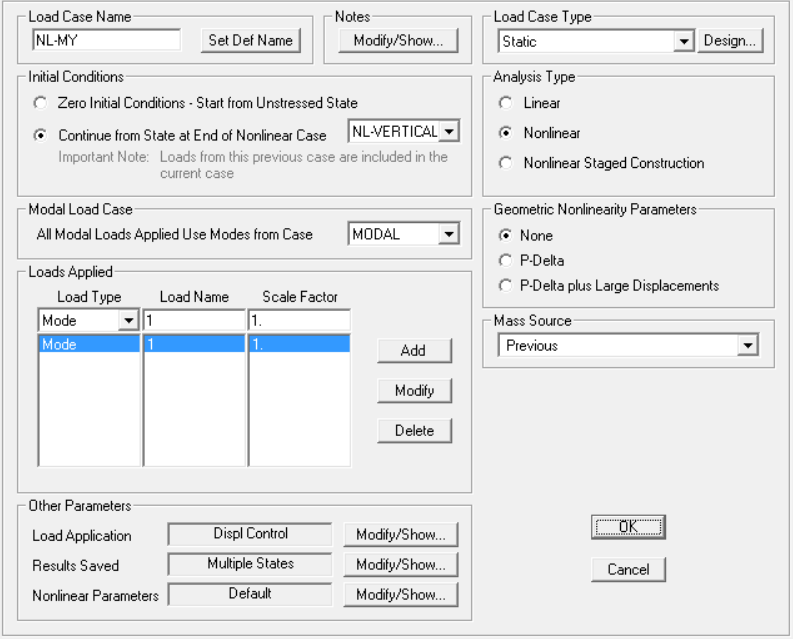 Load Case Name
NL-MY
Set Def Name
Notes
Modify/Show...
Load Case Type
Static
Design...
Initial Conditions
Zero Initial Conditions - Start from Unstressed State
Continue from State at End of Nonlinear Case
NL-VERTICAL
Important Note: Loads from this previous case are included in the
current case
Analysis Type
Linear
Nonlinear
Nonlinear Staged Construction
Modal Load Case
All Modal Loads Applied Use Modes from Case
MODAL
Geometric Nonlinearity Parameters
None
P-Delta
P-Delta plus Large Displacements
Loads Applied
Load Type Load Name Scale Factor
Mode 1 1.
Mode 1 1.
Add
Modify
Delete
Mass Source
Previous
Other Parameters
Load Application Displ Control Modify/Show...
Results Saved Multiple States Modify/Show...
Nonlinear Parameters Default Modify/Show...
OK
Cancel